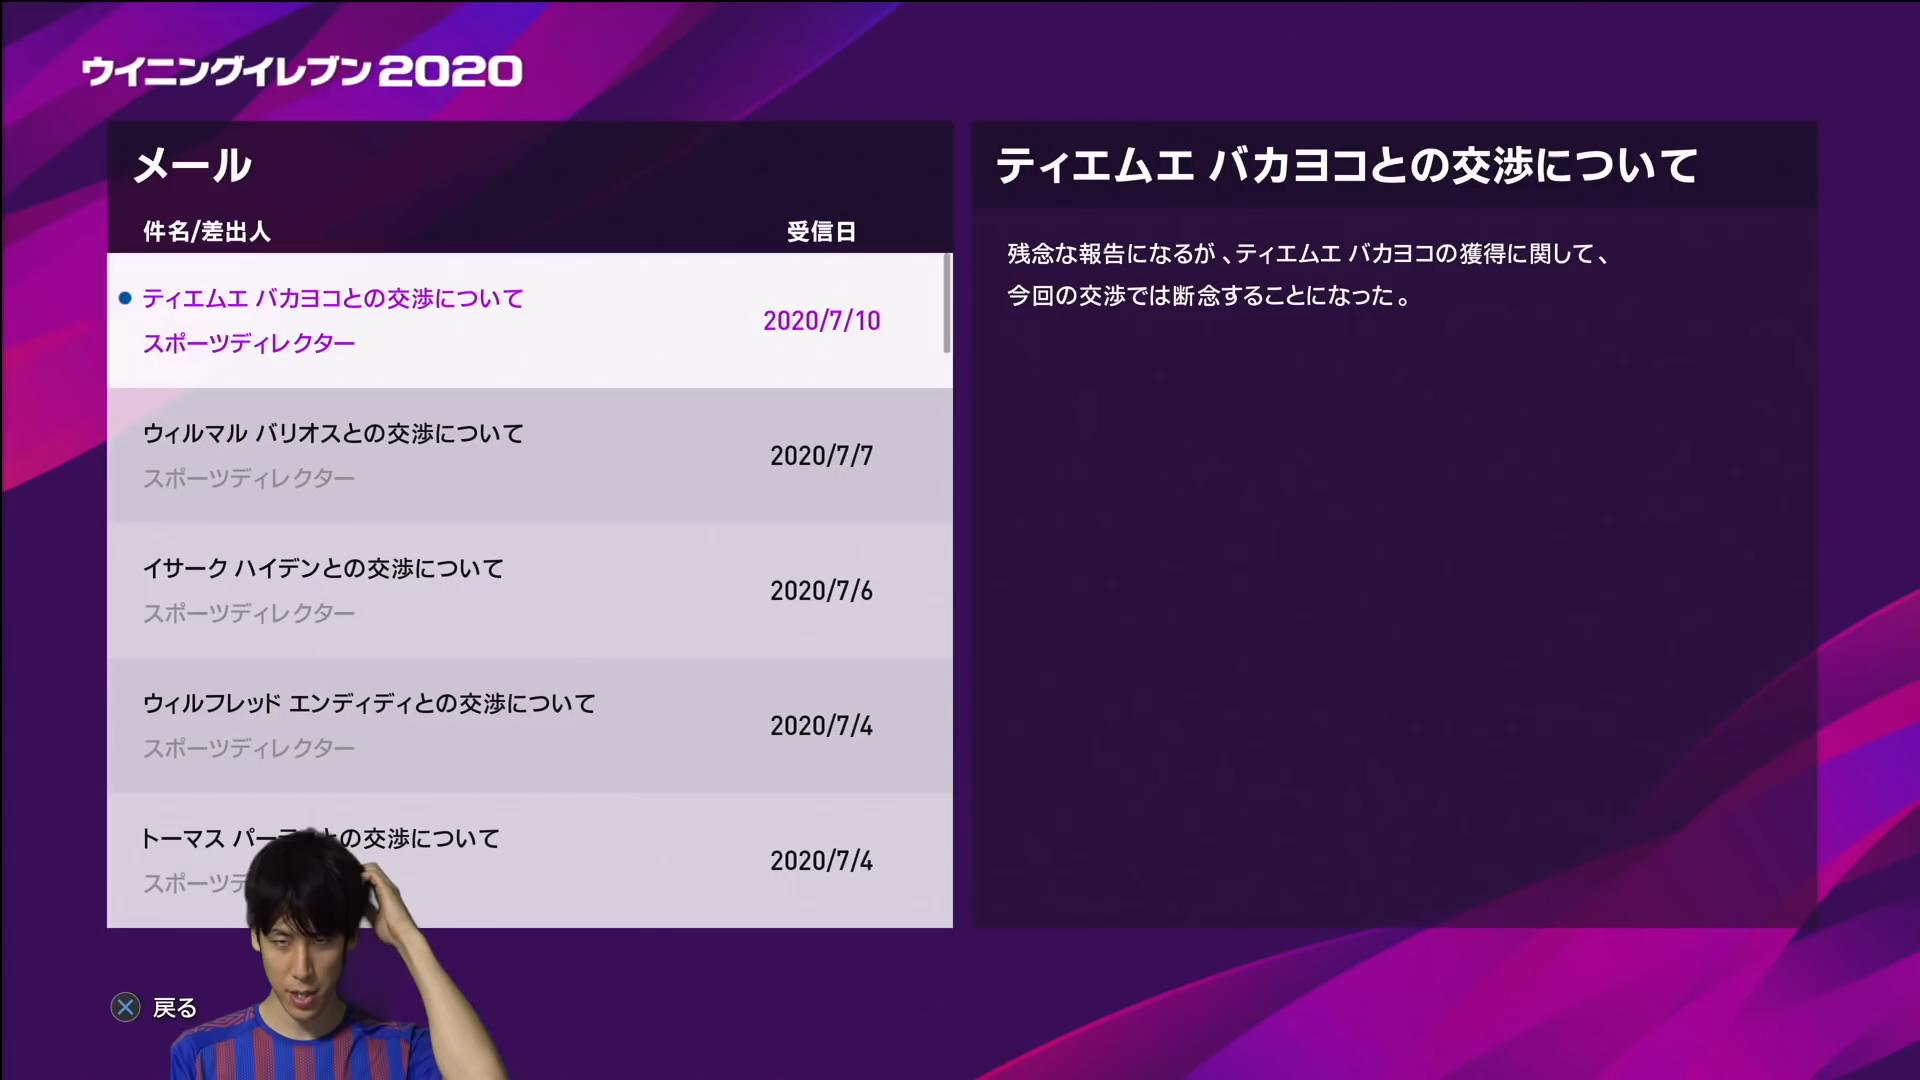 ウイニングイレブン2020
メール
件名/差出人 受信日
ティエムエ バカヨコとの交渉について
スポーツディレクター
2020/7/10
ウィルマル バリオスとの交渉について
スポーツディレクター
2020/7/7
イサーク ハイデンとの交渉について
スポーツディレクター
2020/7/6
ウィルフレッド エンディディとの交渉について
スポーツディレクター
2020/7/4
トーマス との交渉について
2020/7/4
戻る
ティエムエ バカヨコとの交渉について
残念な報告になるが、ティエムエ バカヨコの獲得に関して、
今回の交渉では断念することになった。